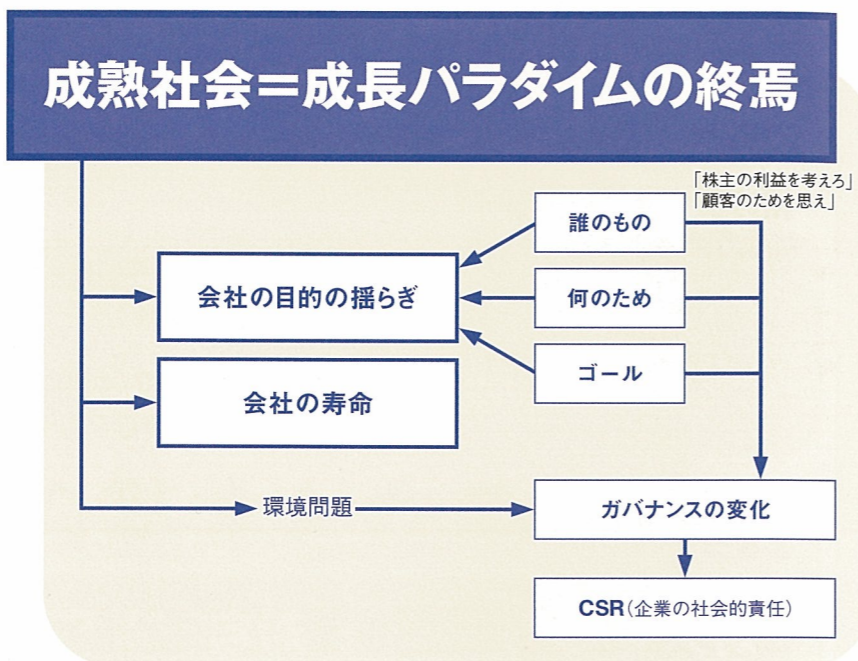 成熟社会=成長パラダイムの終焉
「株主の利益を考えろ」
「顧客のためを思え」
誰のもの
会社の目的の揺らぎ
何のため
ゴール
会社の寿命
環境問題
ガバナンスの変化
CSR(企業の社会的責任)